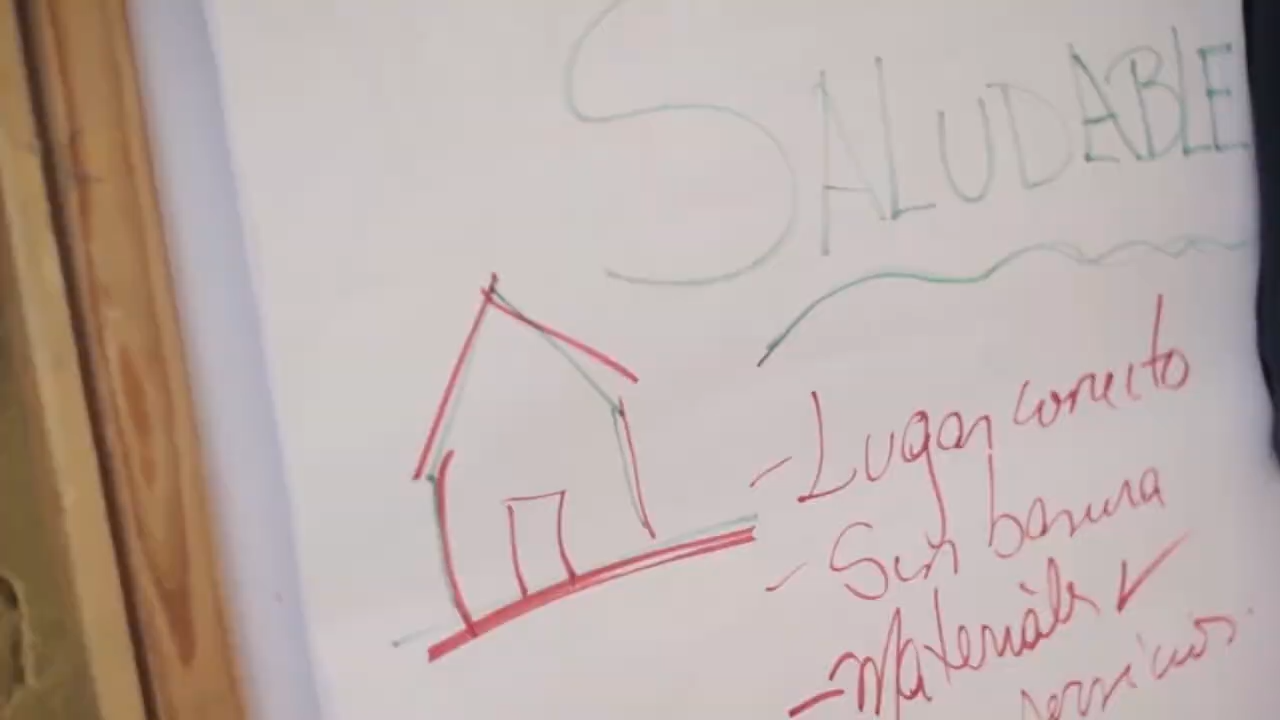 SALUDABLE
- Lugar correcto
- Sin basura
- Materiales ✓
servicios.